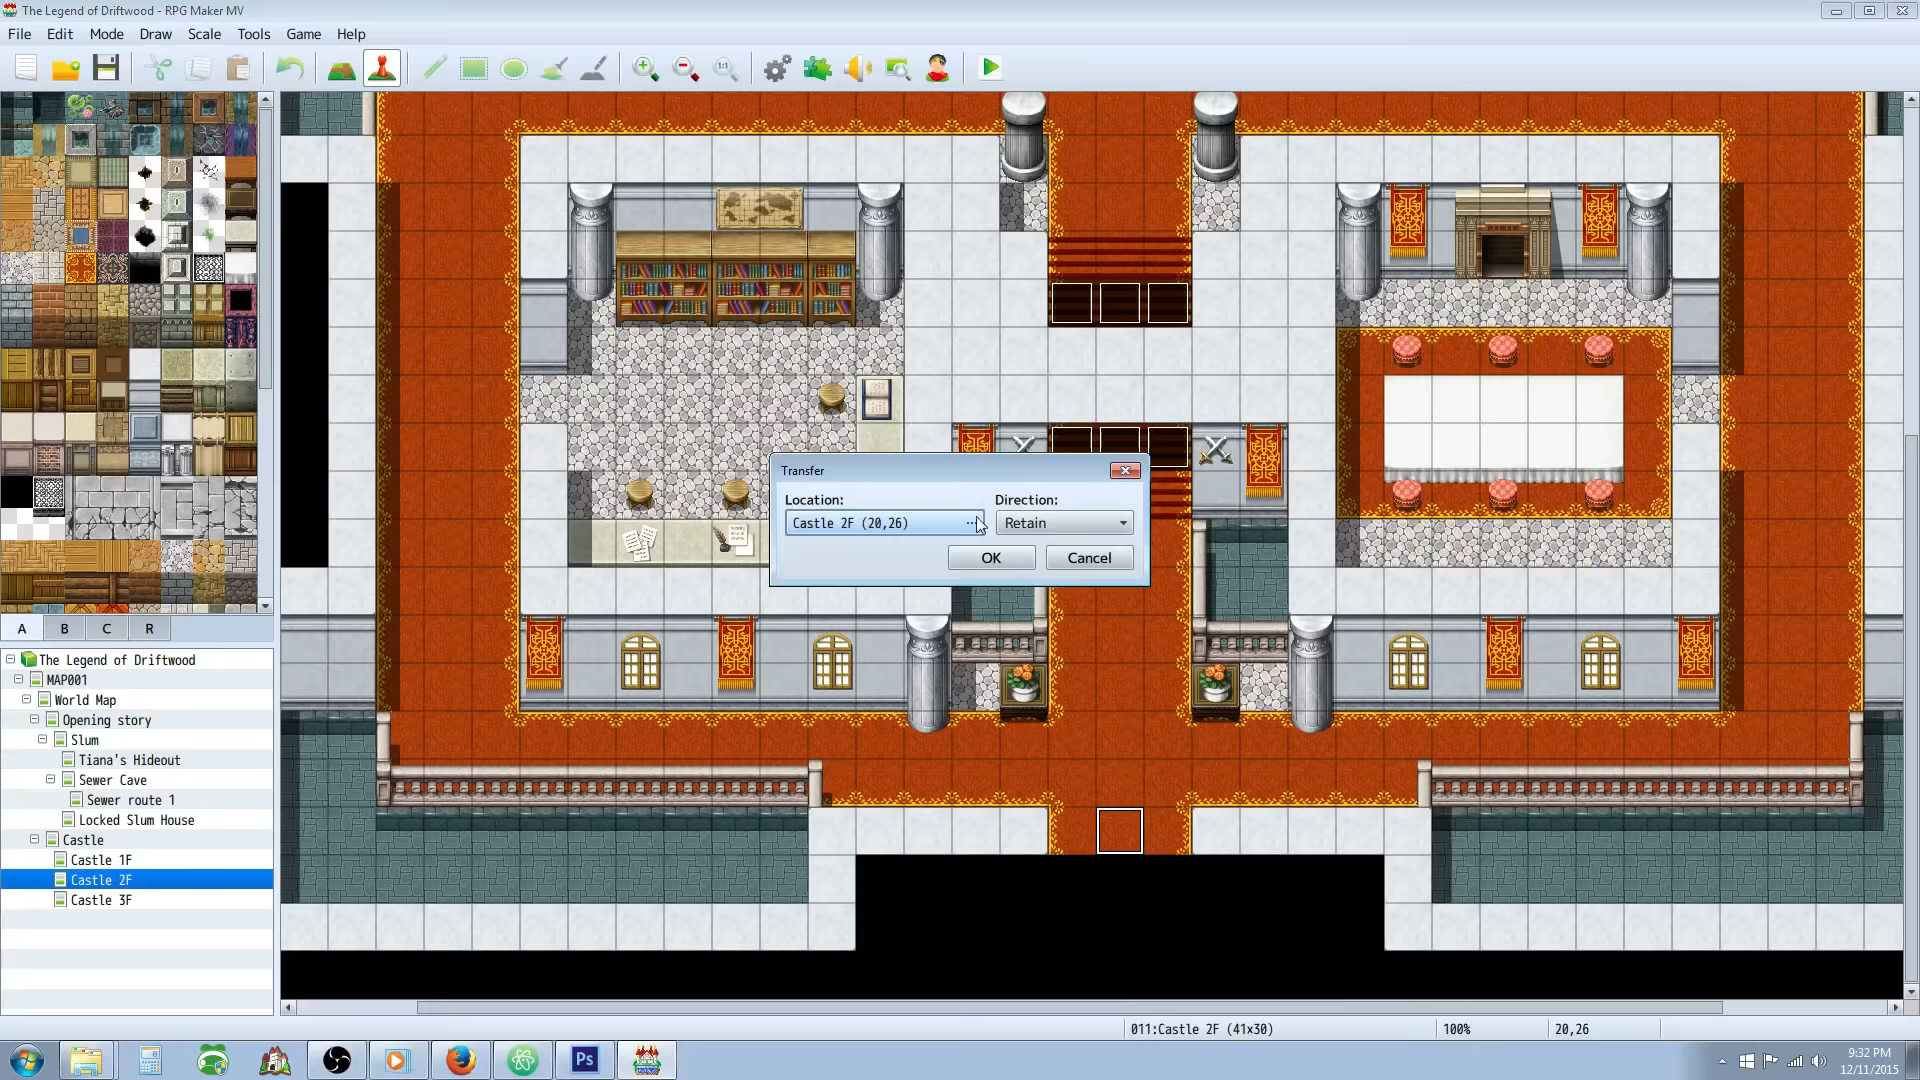 The Legend of Driftwood - RPG Maker MV
File Edit Mode Draw Scale Tools Game Help
1:1
Transfer
Location: Direction:
Castle 2F (20,26) ... Retain
OK Cancel
A B C R
The Legend of Driftwood
MAP001
World Map
Opening story
Slum
Tiana's Hideout
Sewer Cave
Sewer route 1
Locked Slum House
Castle
Castle 1F
Castle 2F
Castle 3F
011:Castle 2F (41x30) 100% 20,26
Ps
9:32 PM
12/11/2015